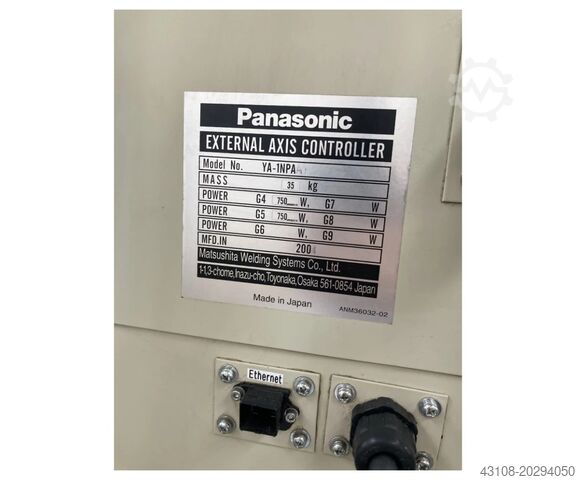 Panasonic
EXTERNAL AXIS CONTROLLER
Model No. YA-1NPA
MASS 35 kg
POWER G4 750 W, G7 W
POWER G5 750 W, G8 W
POWER G6 W, G9 W
MFD.IN 200
Matsushita Welding Systems Co., Ltd.
1-1,3-chome,Inazu-cho,Toyonaka,Osaka 561-0854 Japan
Made in Japan
ANM36032-02
Ethernet
43108-20294050